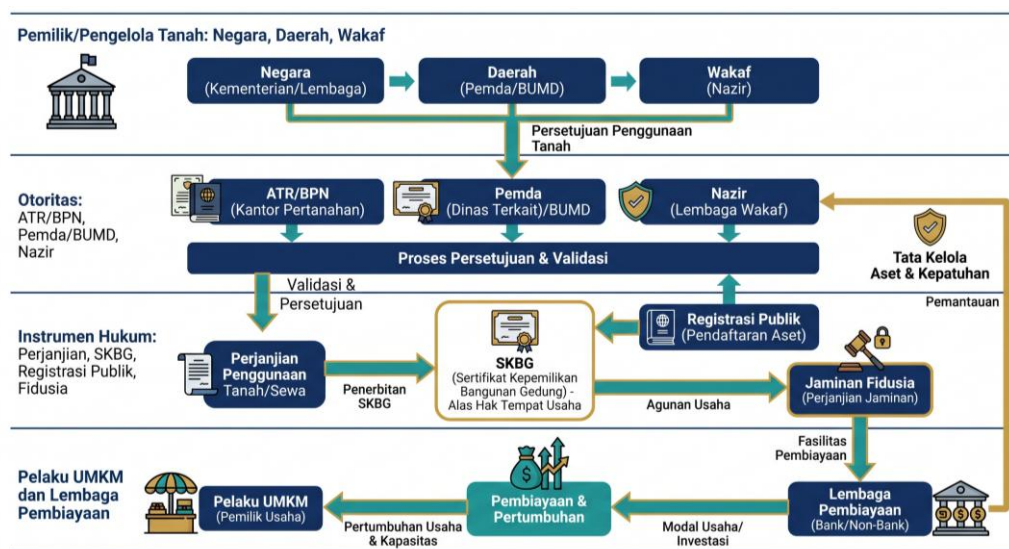 Pemilik/Pengelola Tanah: Negara, Daerah, Wakaf
Negara
(Kementerian/Lembaga)
Daerah
(Pemda/BUMD)
Wakaf
(Nazir)
Persetujuan Penggunaan
Tanah
Otoritas:
ATR/BPN,
Pemda/BUMD,
Nazir
ATR/BPN
(Kantor Pertanahan)
Pemda
(Dinas Terkait)/BUMD
Nazir
(Lembaga Wakaf)
Proses Persetujuan & Validasi
Tata Kelola
Aset & Kepatuhan
Pemantauan
Validasi &
Persetujuan
Instrumen Hukum:
Perjanjian, SKBG,
Registrasi Publik,
Fidusia
Perjanjian
Penggunaan
Tanah/Sewa
Penerbitan
SKBG
SKBG
(Sertifikat Kepemilikan
Bangunan Gedung) -
Alas Hak Tempat Usaha
Registrasi Publik
(Pendaftaran Aset)
Agunan Usaha
Jaminan Fidusia
(Perjanjian Jaminan)
Fasilitas
Pembiayaan
Pelaku UMKM
dan Lembaga
Pembiayaan
Pelaku UMKM
(Pemilik Usaha)
Pertumbuhan Usaha
& Kapasitas
Pembiayaan &
Pertumbuhan
Modal Usaha/
Investasi
Lembaga
Pembiayaan
(Bank/Non-Bank)